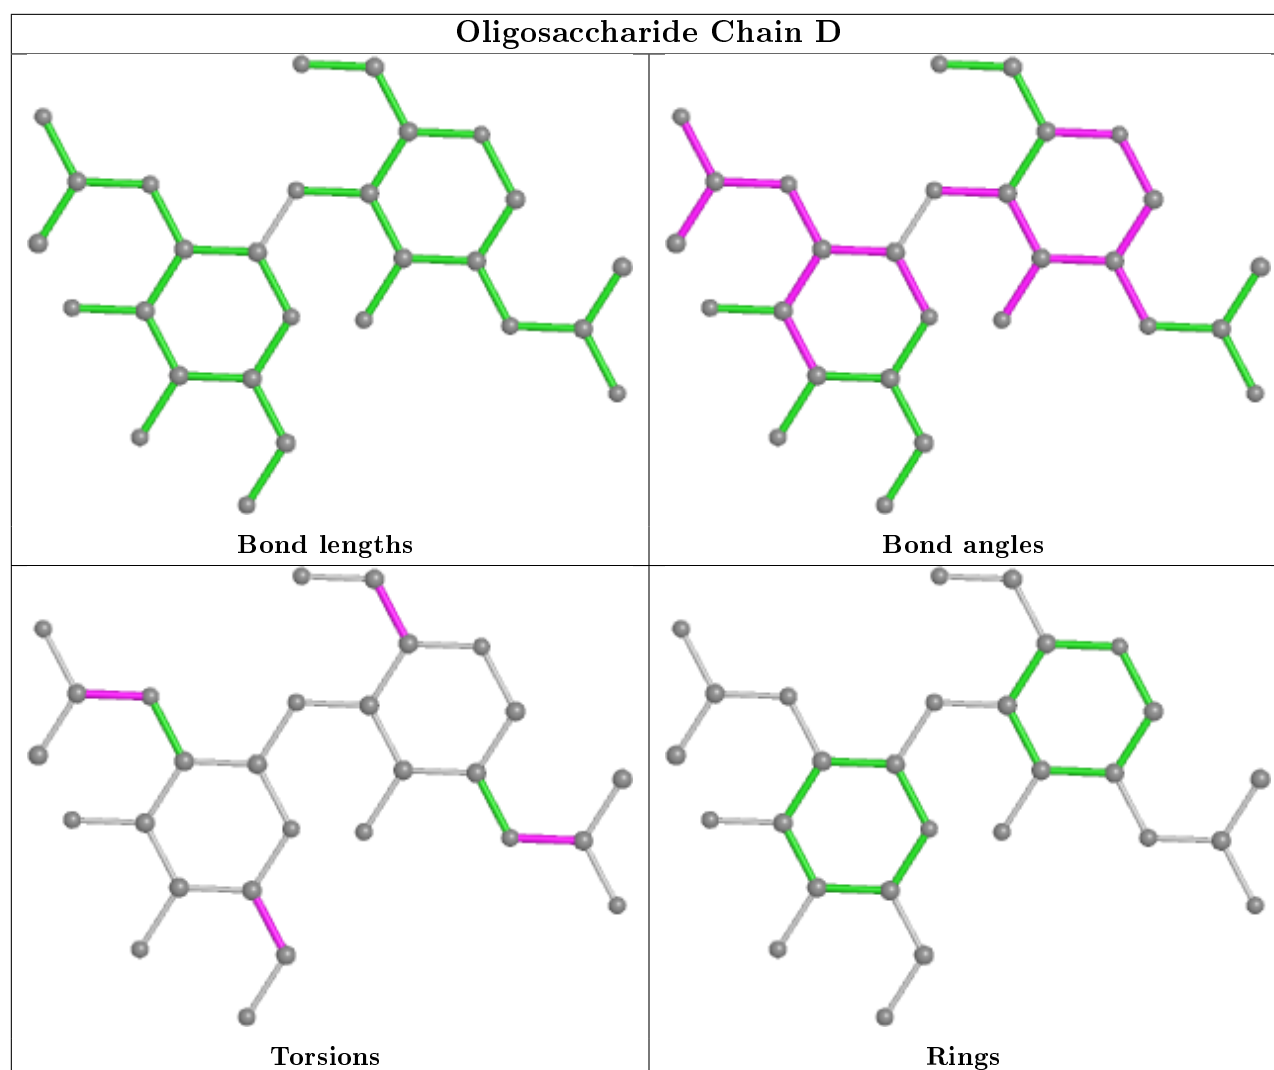 Oligosaccharide Chain D
Bond lengths
Bond angles
Torsions
Rings